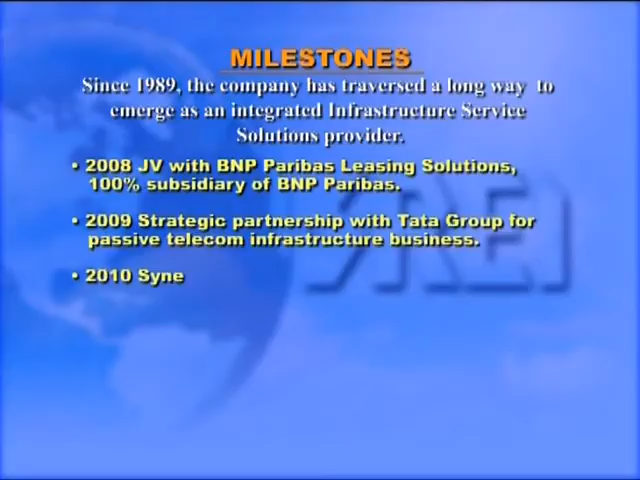 MILESTONES
Since 1989, the company has traversed a long way to
emerge as an integrated Infrastructure Service
Solutions provider.
• 2008 JV with BNP Paribas Leasing Solutions,
100% subsidiary of BNP Paribas.
• 2009 Strategic partnership with Tata Group for
passive telecom infrastructure business.
• 2010 Syne